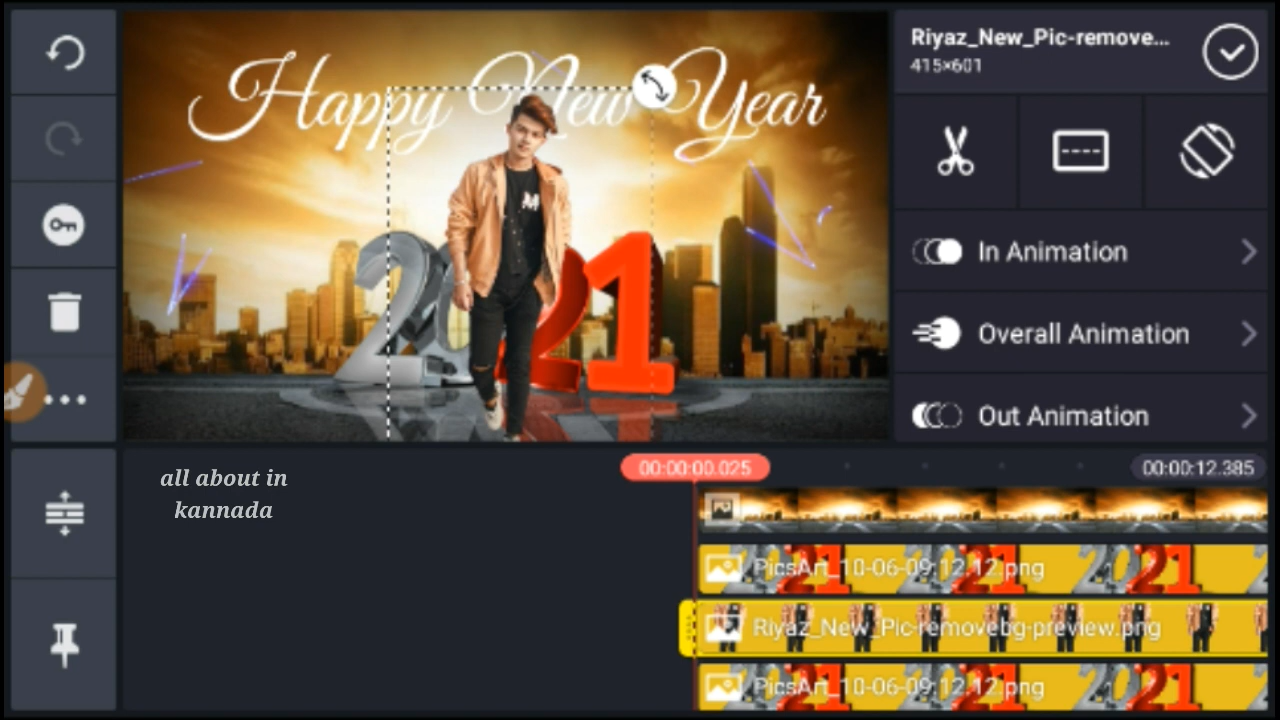 Riyaz_New_Pic-remove...
415×601
Happy New Year
M
2021
In Animation
Overall Animation
Out Animation
all about in
kannada
00:00:00.025
00:00:12.385
PicsArt_10-06-09:12.12.png
Riyaz_New_Pic-removebg-preview.png
PicsArt_10-06-09:12.12.png